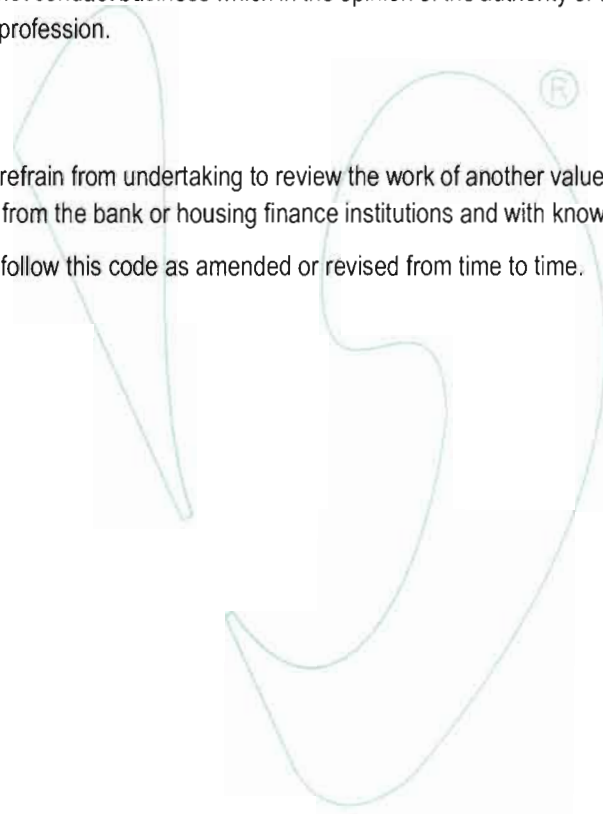 profession.
®
refrain from undertaking to review the work of another value
from the bank or housing finance institutions and with know
follow this code as amended or revised from time to time.